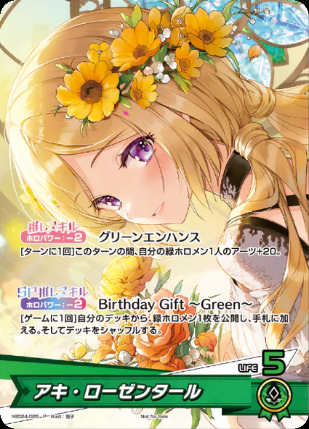 推しスキル
ホロパワー：-2
グリーンエンハンス
[ターンに1回]このターンの間、自分の緑ホロメン1人のアーツ+20。
SP推しスキル
ホロパワー：-2
Birthday Gift ～Green～
[ゲームに1回]自分のデッキから、緑ホロメン1枚を公開し、手札に加
える。そしてデッキをシャッフルする。
LIFE 5
アキ・ローゼンタール
Not for Sale